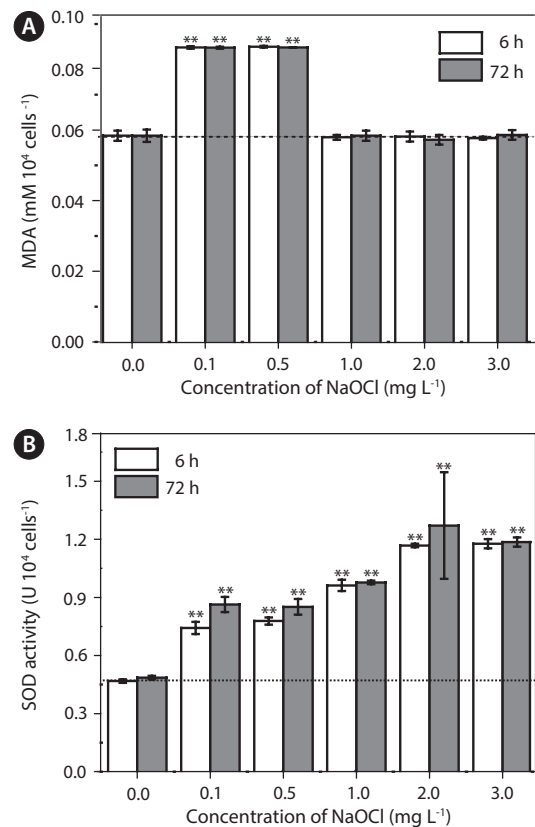 A
0.10
0.08
0.06
0.04
0.02
0.00
MDA (mM 10⁴ cells ⁻¹)
** ** ** **
6 h
72 h
0.0 0.1 0.5 1.0 2.0 3.0
Concentration of NaOCl (mg L⁻¹)
B
1.8
1.5
1.2
0.9
0.6
0.3
0.0
SOD activity (U 10⁴ cells⁻¹)
6 h
72 h
** ** ** ** ** ** ** ** ** **
0.0 0.1 0.5 1.0 2.0 3.0
Concentration of NaOCl (mg L⁻¹)